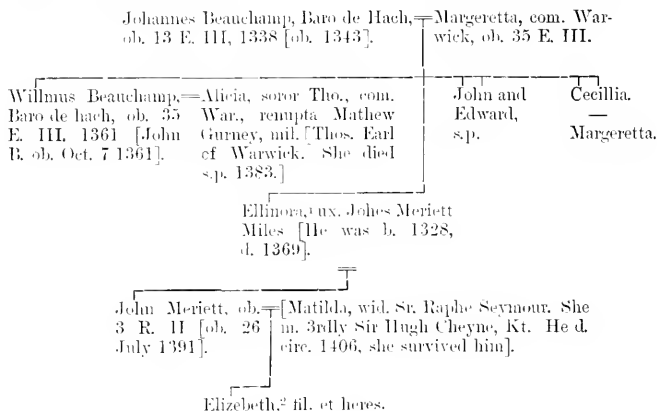 Johannes Beauchamp, Baro de Hach,
ob. 13 E. III, 1338 [ob. 1343].
Margeretta, com. War-
wick, ob. 35 E. III.
Willmus Beauchamp,
Baro de hach, ob. 35
E. III. 1361 [John
B. ob. Oct. 7 1361].
Alicia, soror Tho., com.
War., renupta Mathew
Gurney, mil. [Thos. Earl
of Warwick. She died
s.p. 1383.]
John and
Edward,
s.p.
Cecillia.
—
Margeretta.
Ellinora,¹ ux. Johes Meriett
Miles [He was b. 1328,
d. 1369].
John Meriett, ob.
3 R. II [ob. 26
July 1391].
[Matilda, wid. Sr. Raphe Seymour. She
m. 3rdly Sir Hugh Cheyne, Kt. He d.
circ. 1406, she survived him].
Elizebeth,² fil. et heres.